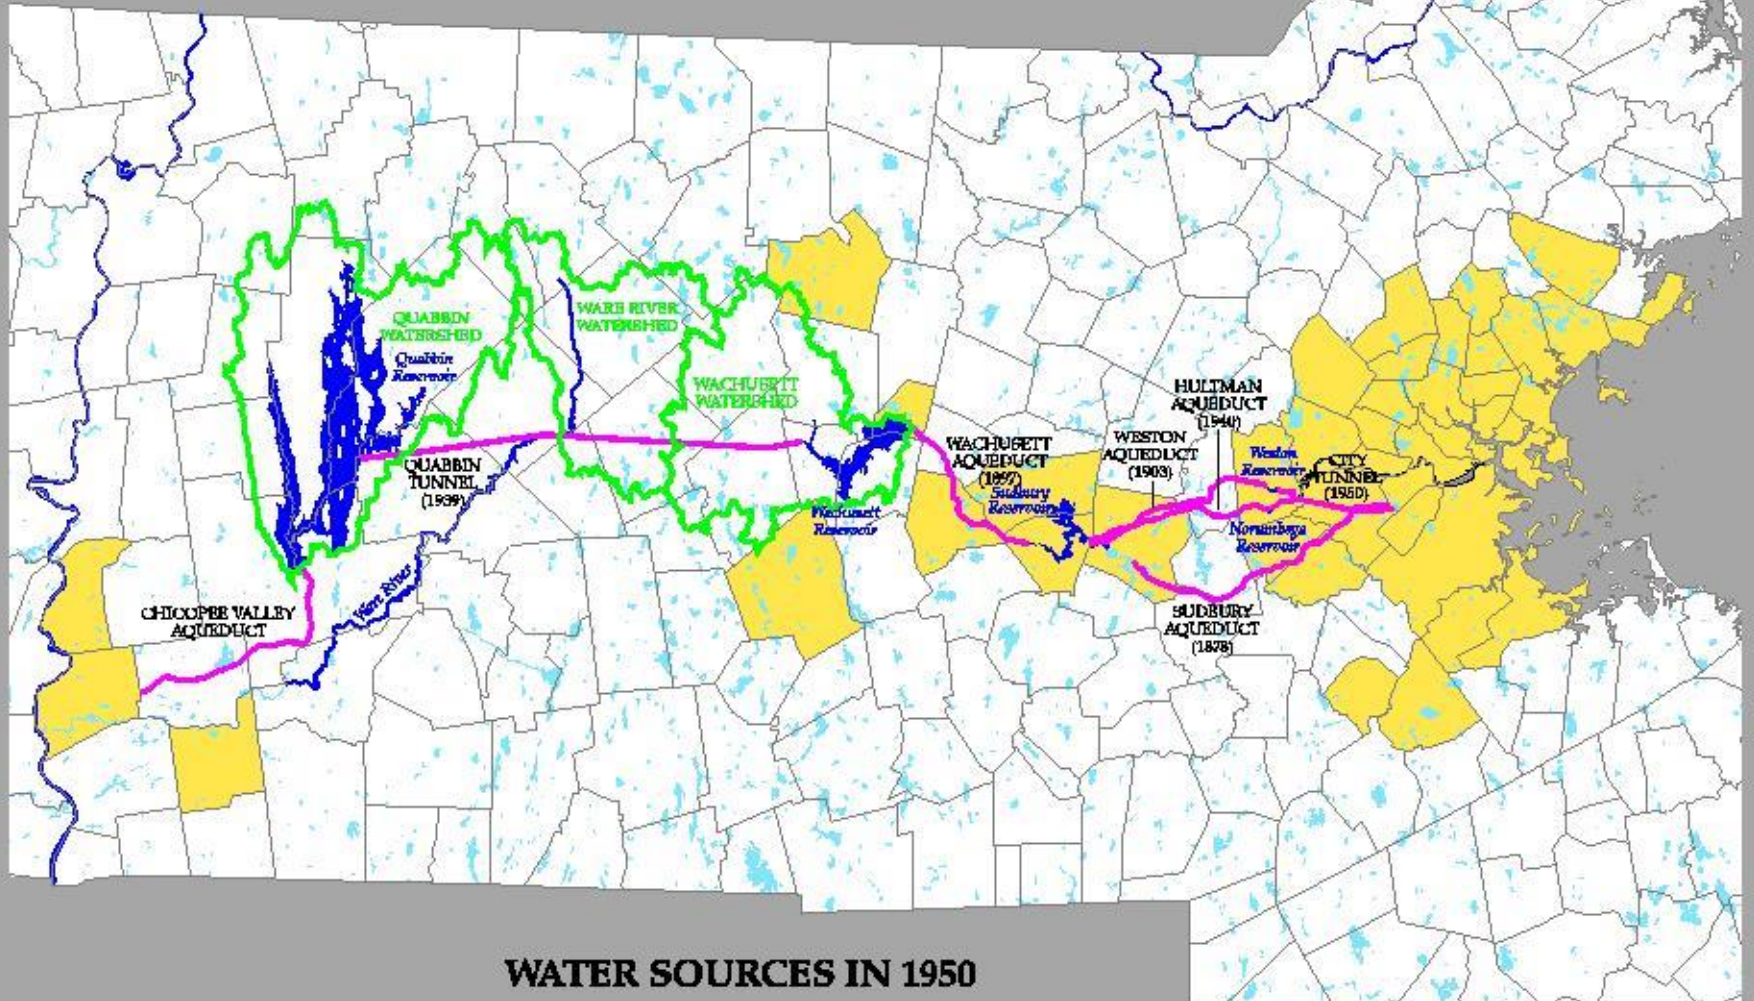 QUABBIN
WATERSHED
Quabbin
Reservoir
WARE RIVER
WATERSHED
WACHUSETT
WATERSHED
QUABBIN
TUNNEL
(1939)
Wachusett
Reservoir
WACHUSETT
AQUEDUCT
(1897)
Sudbury
Reservoir
WESTON
AQUEDUCT
(1903)
HULTMAN
AQUEDUCT
(1940)
Weston
Reservoir
CITY
TUNNEL
(1950)
Norumbega
Reservoir
SUDBURY
AQUEDUCT
(1878)
Ware River
CHICOPEE VALLEY
AQUEDUCT
WATER SOURCES IN 1950